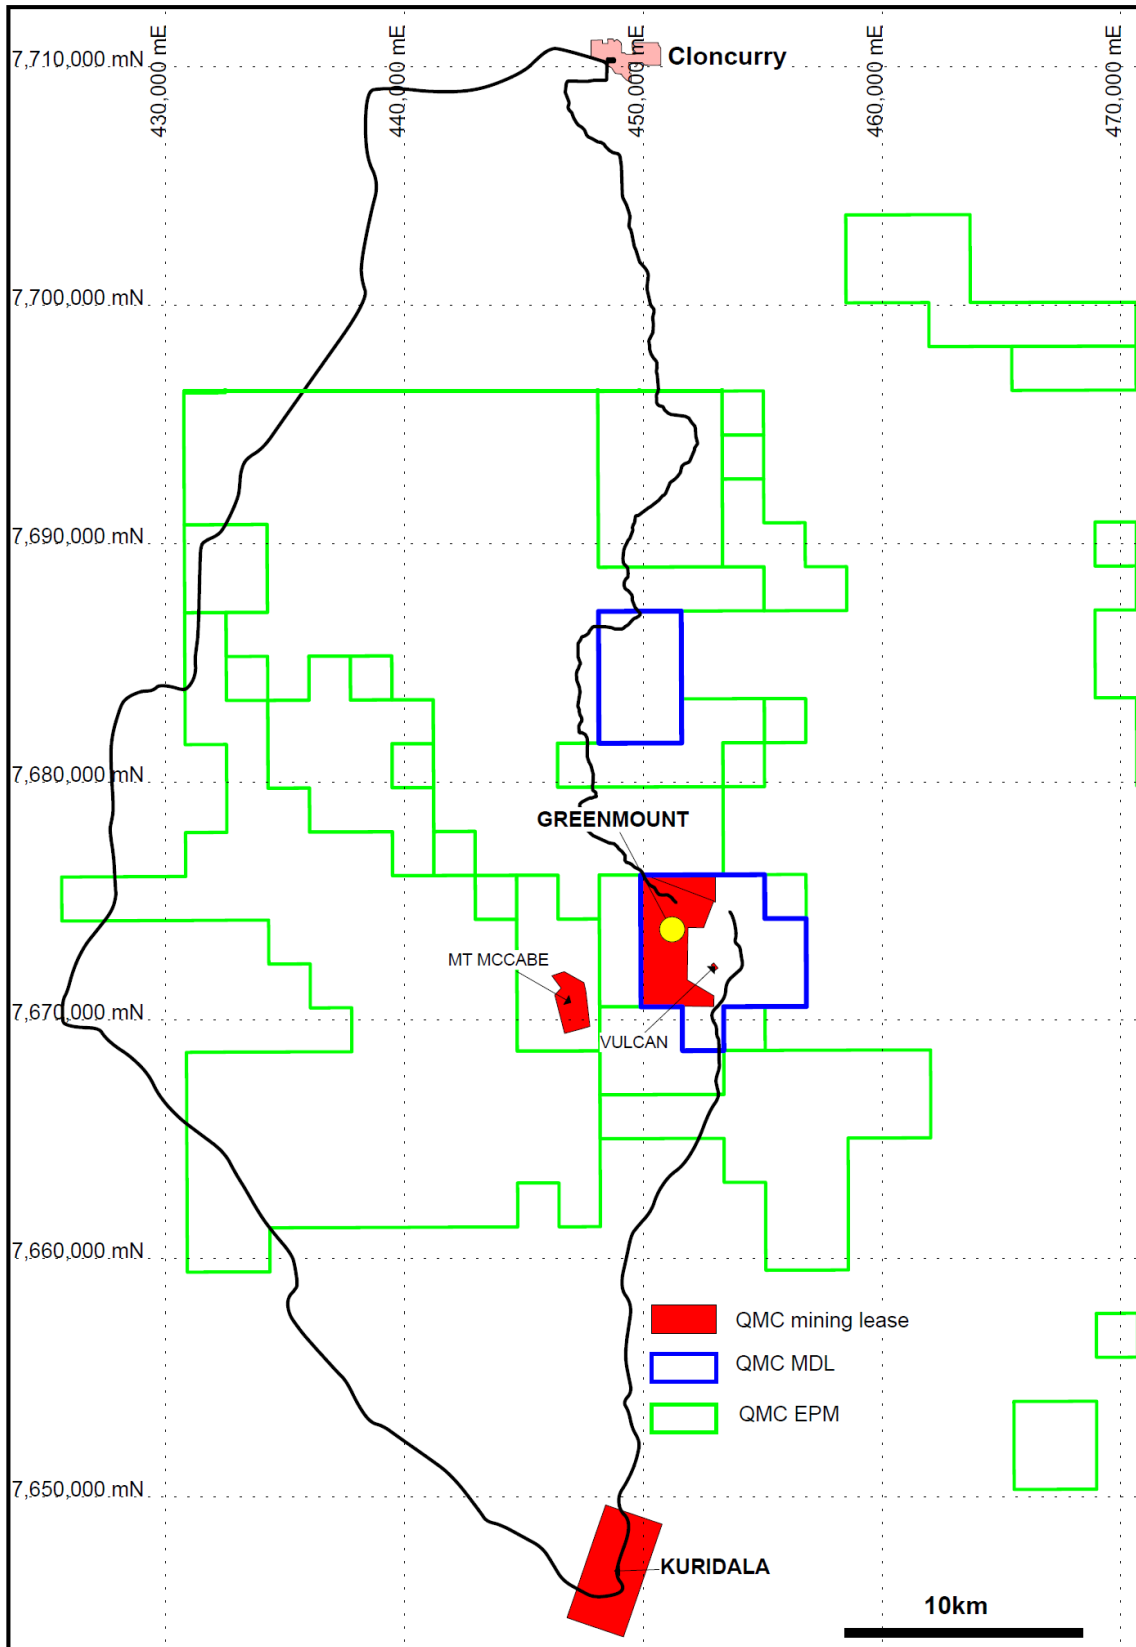 430,000 mE
440,000 mE
450,000 mE
460,000 mE
470,000 mE
7,710,000 mN
Cloncurry
7,700,000 mN
7,690,000 mN
7,680,000 mN
GREENMOUNT
MT MCCABE
7,670,000 mN
VULCAN
7,660,000 mN
QMC mining lease
QMC MDL
QMC EPM
7,650,000 mN
KURIDALA
10km